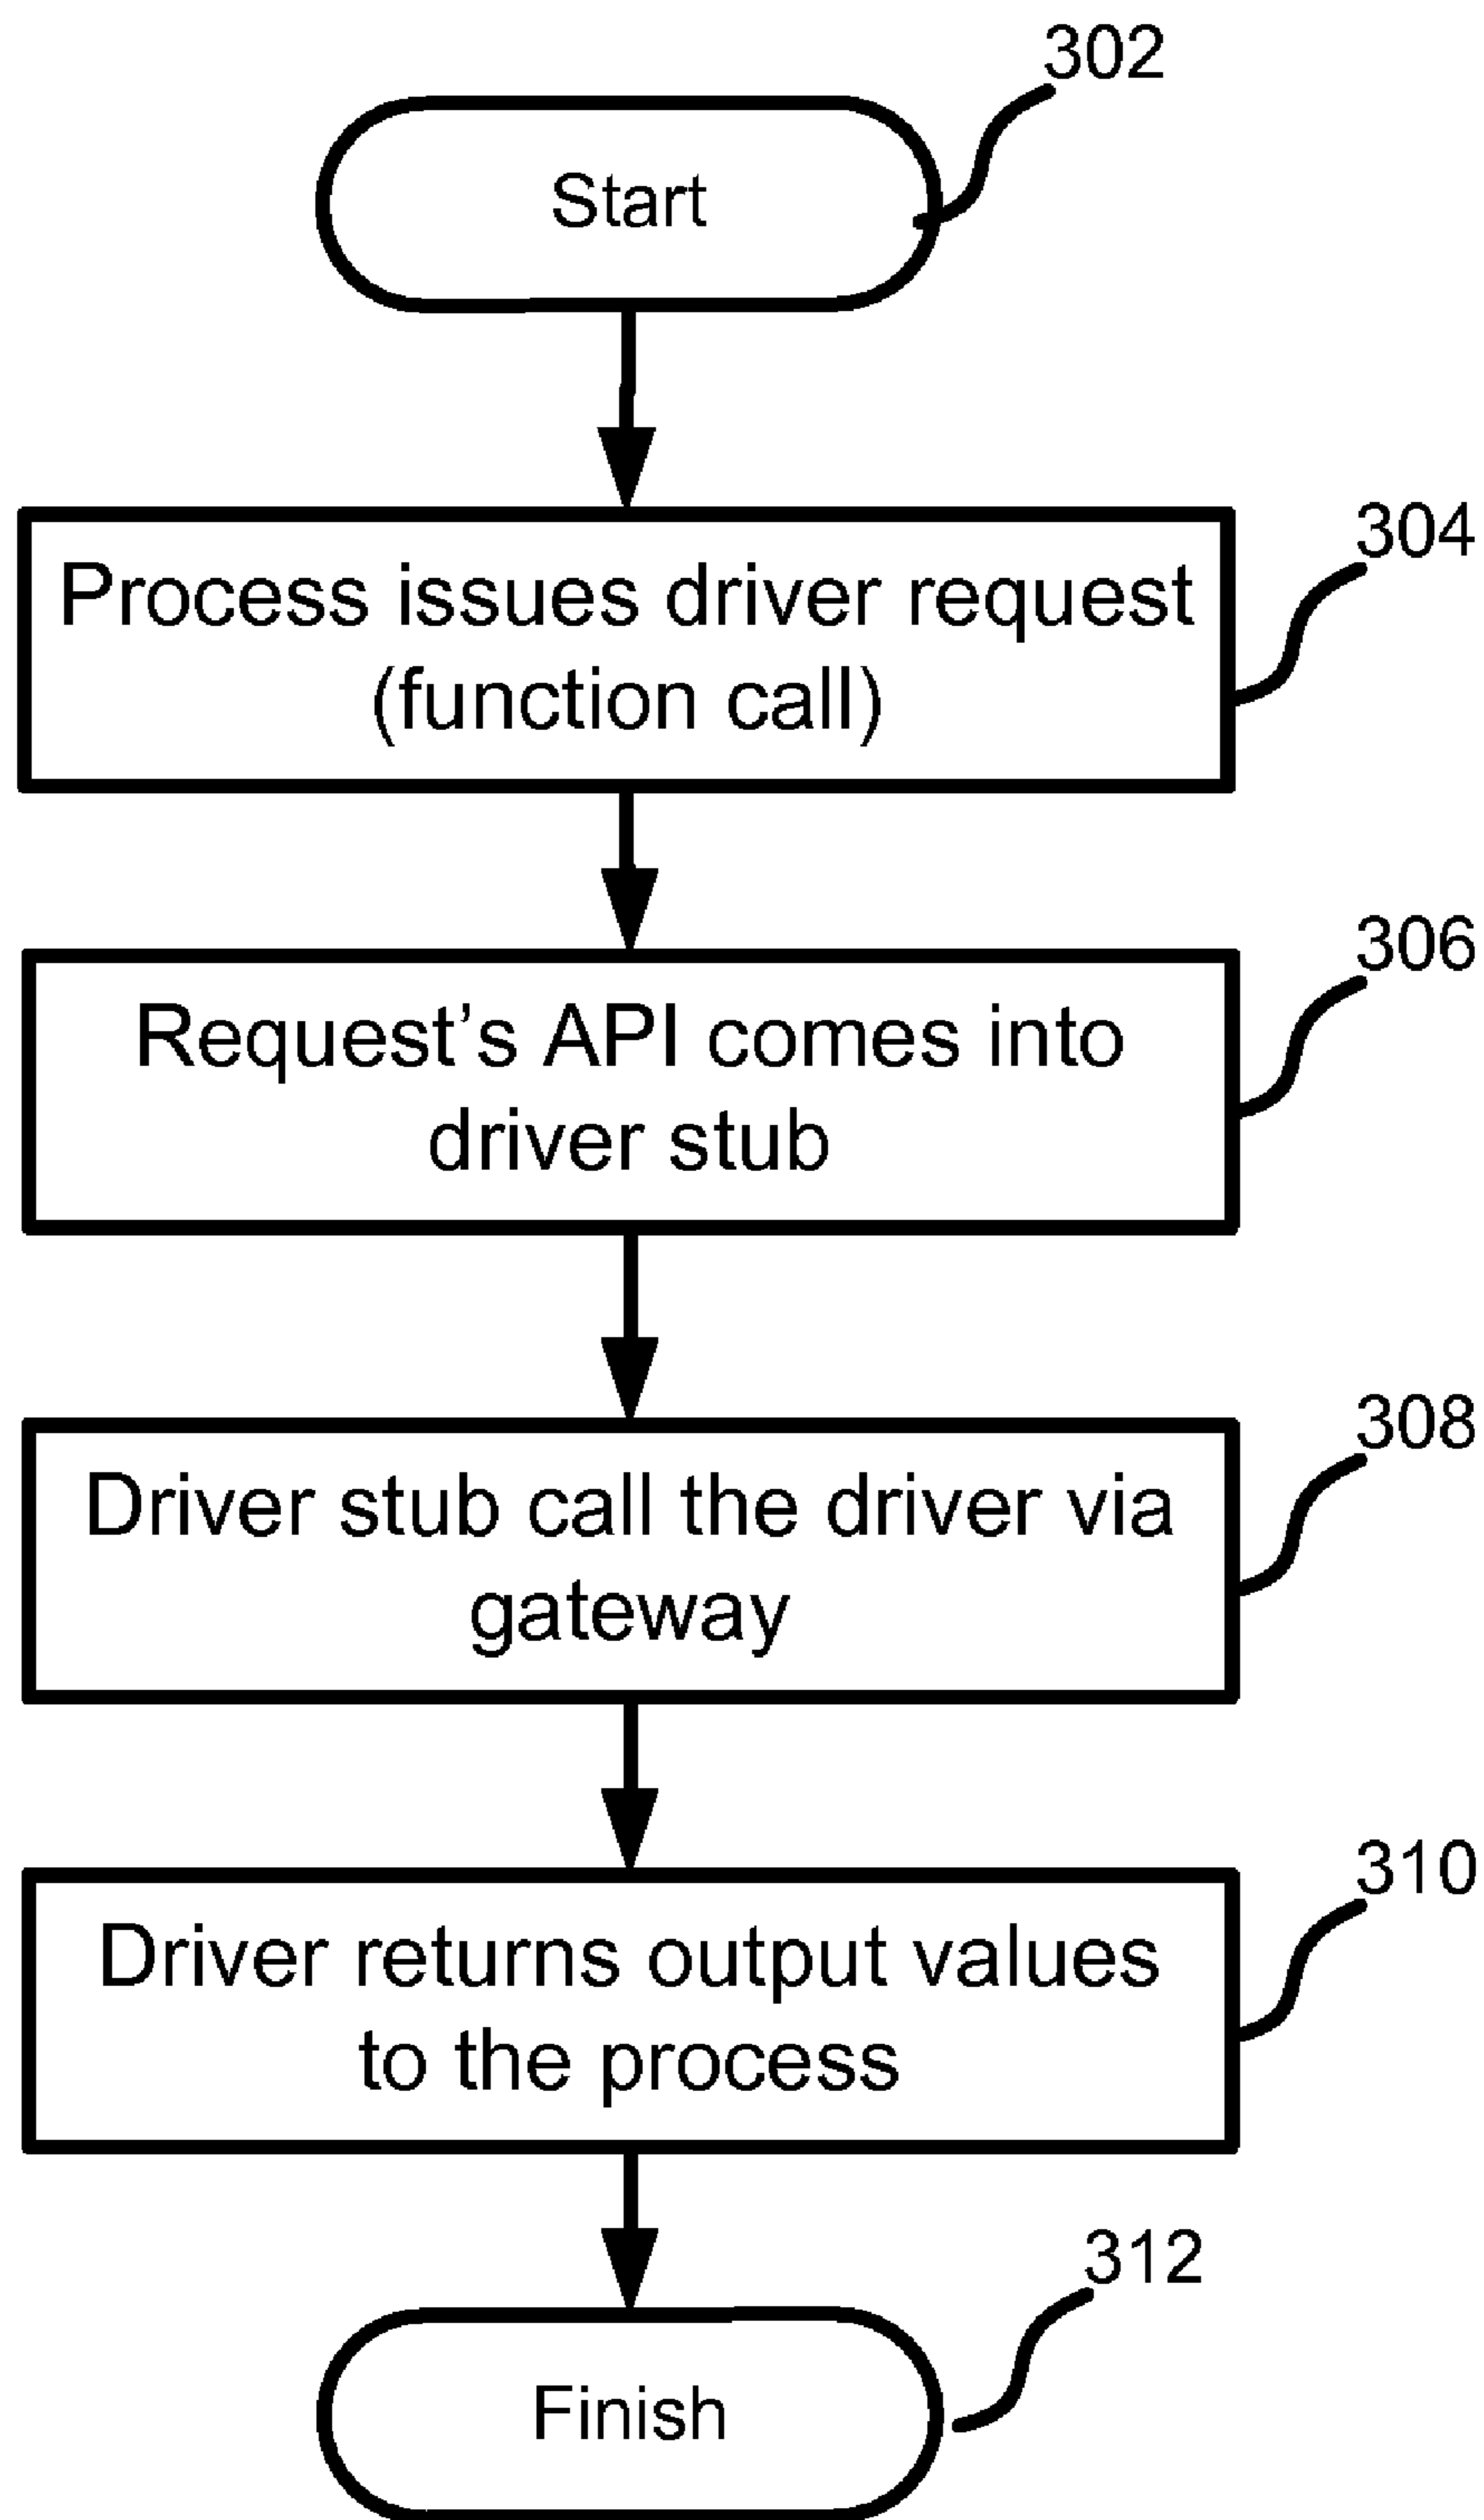 302
Start
304
Process issues driver request
(function call)
306
Request’s API comes into
driver stub
308
Driver stub call the driver via
gateway
310
Driver returns output values
to the process
312
Finish